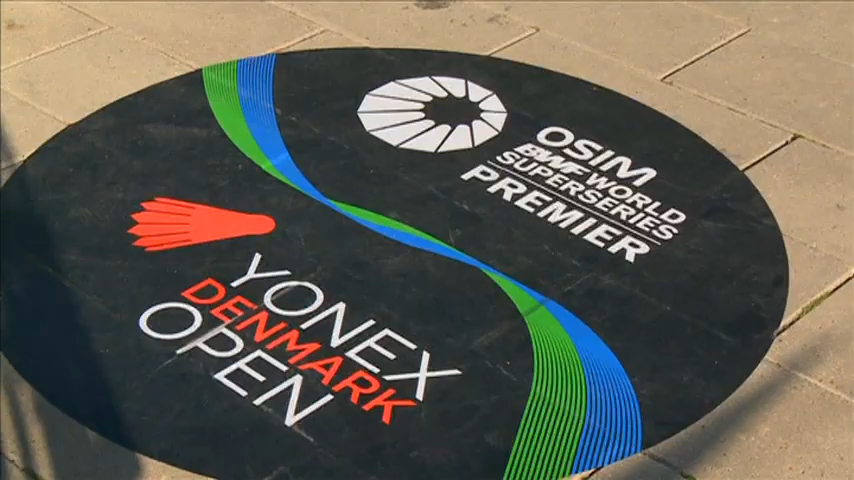 OSIM
BWF WORLD
SUPERSERIES
PREMIER
YONEX
DENMARK
OPEN